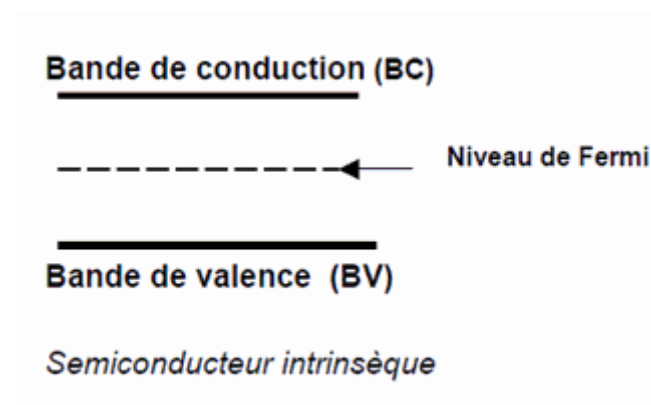 Bande de conduction (BC)
Niveau de Fermi
Bande de valence (BV)
Semiconducteur intrinsèque